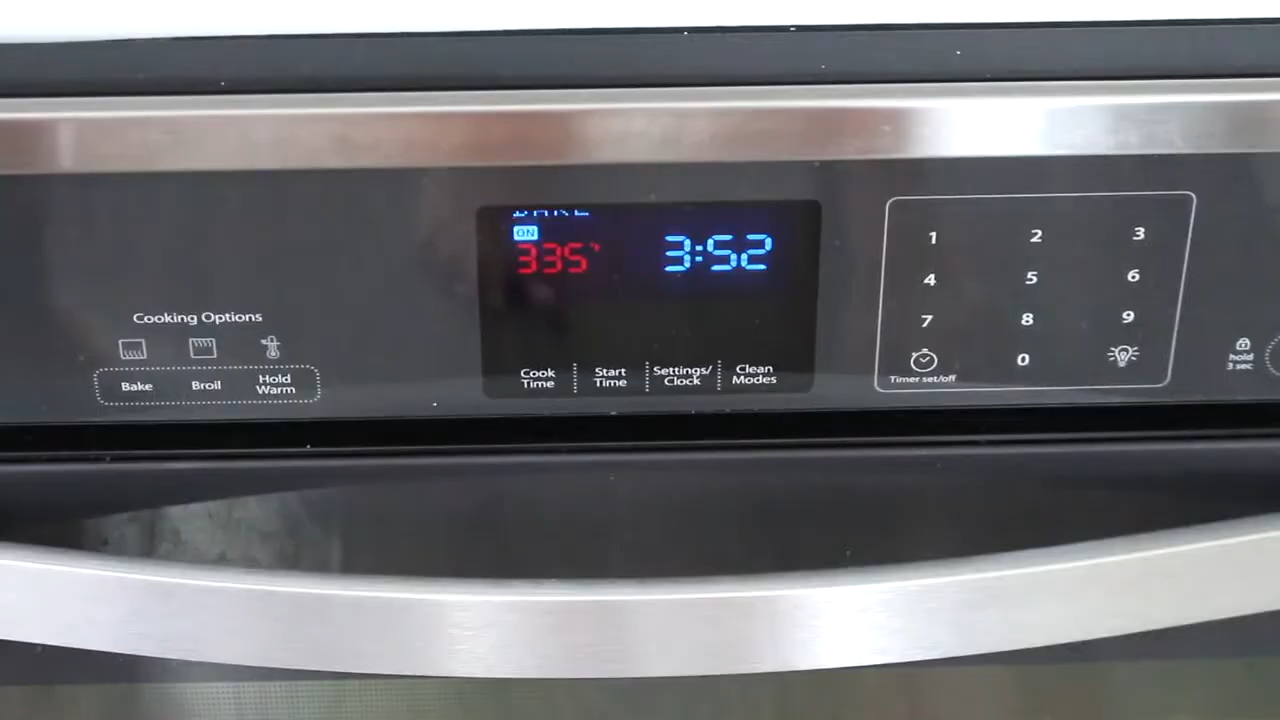 BAKE
ON
335°F 3:52
1 2 3
4 5 6
7 8 9
0
Timer set/off
Cooking Options
Bake Broil Hold Warm
Cook Time
Start Time
Settings/ Clock
Clean Modes
hold
3 sec